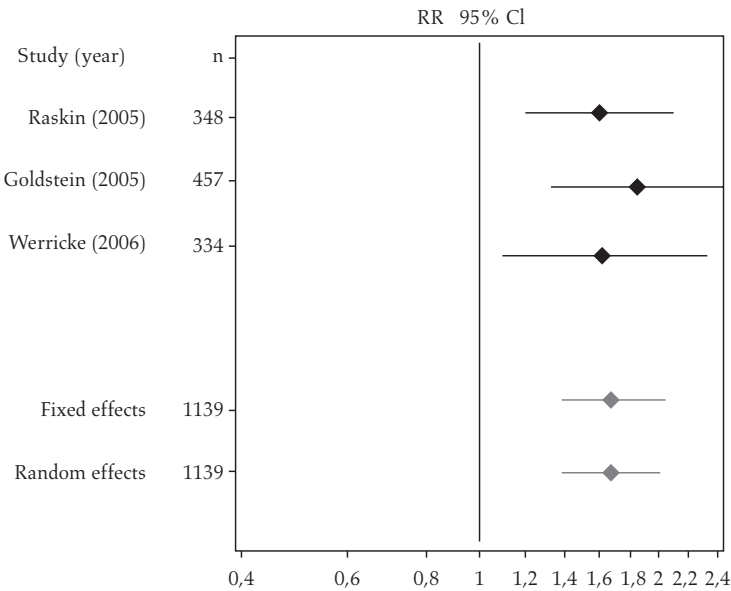 RR 95% Cl
Study (year) n
Raskin (2005) 348
Goldstein (2005) 457
Werricke (2006) 334
Fixed effects 1139
Random effects 1139
0,4 0,6 0,8 1 1,2 1,4 1,6 1,8 2 2,2 2,4